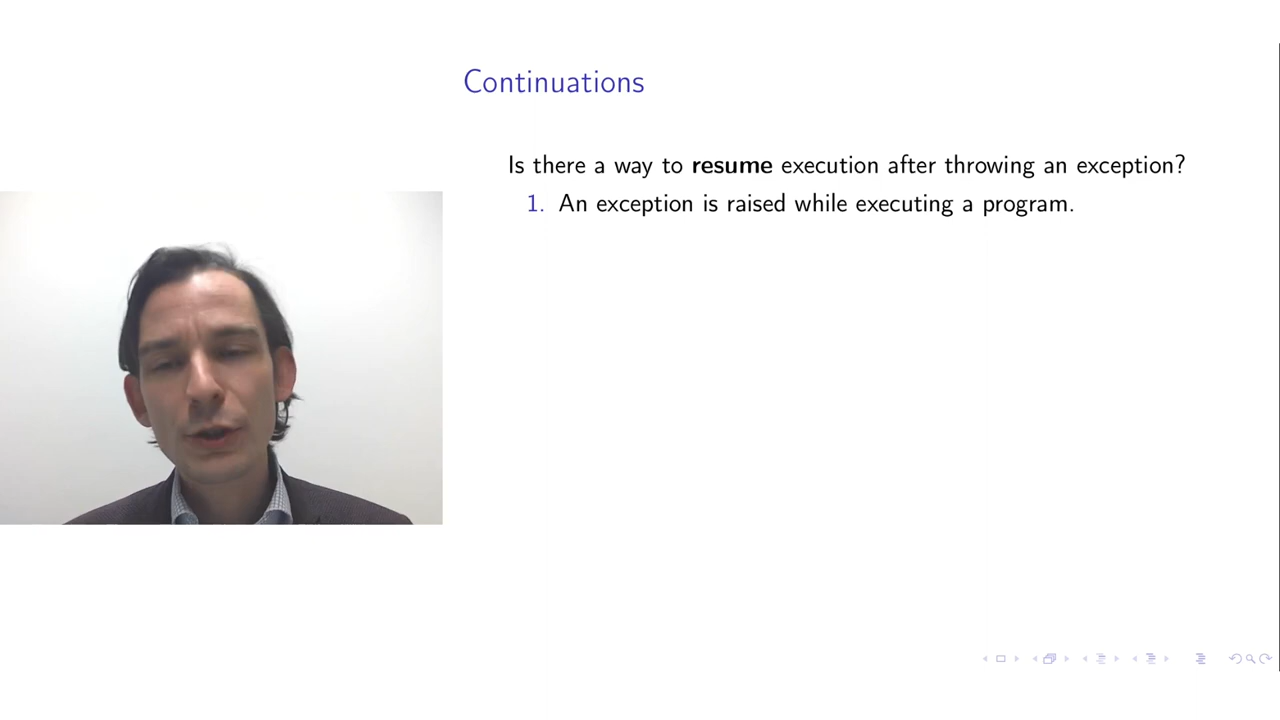 Continuations
Is there a way to resume execution after throwing an exception?
1. An exception is raised while executing a program.